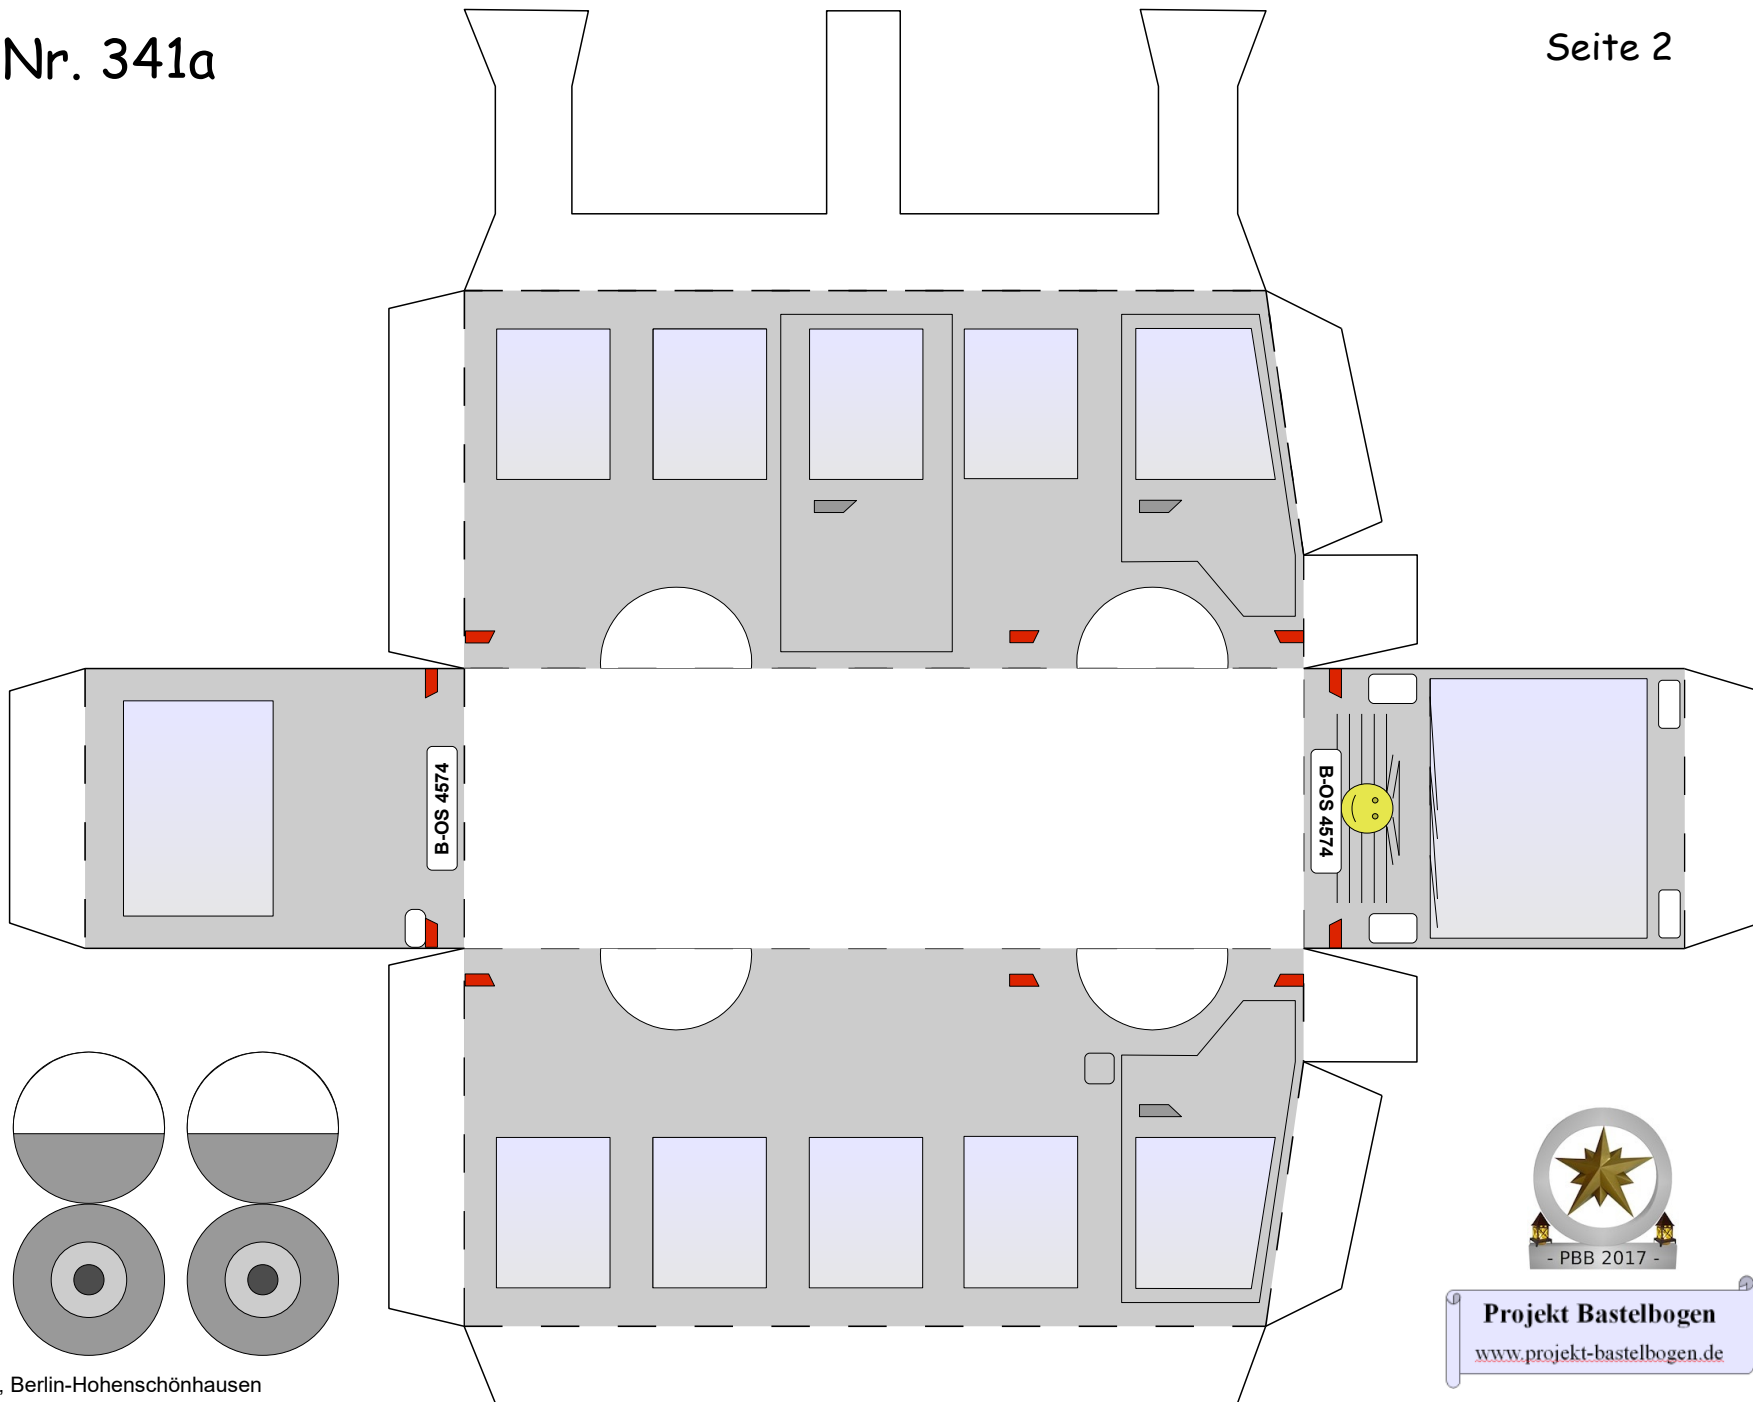 Nr. 341a
Seite 2
B-OS 4574
B-OS 4574
- PBB 2017 -
Projekt Bastelbogen
www.projekt-bastelbogen.de
, Berlin-Hohenschönhausen